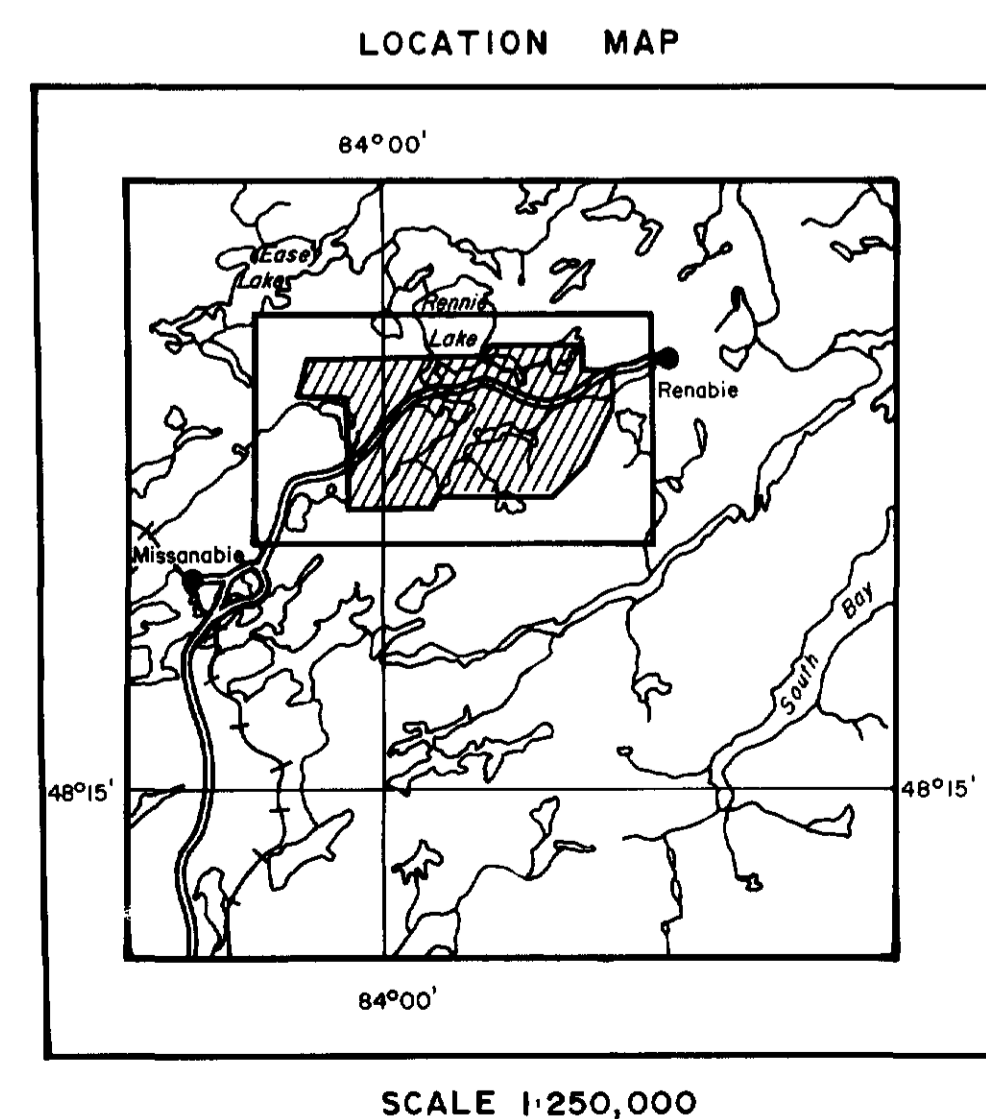 LOCATION MAP
84°00'
Ease
Lakes
Rennie
Lake
Renabie
Missanabie
South Bay
48°15'
48°15'
84°00'
SCALE 1:250,000